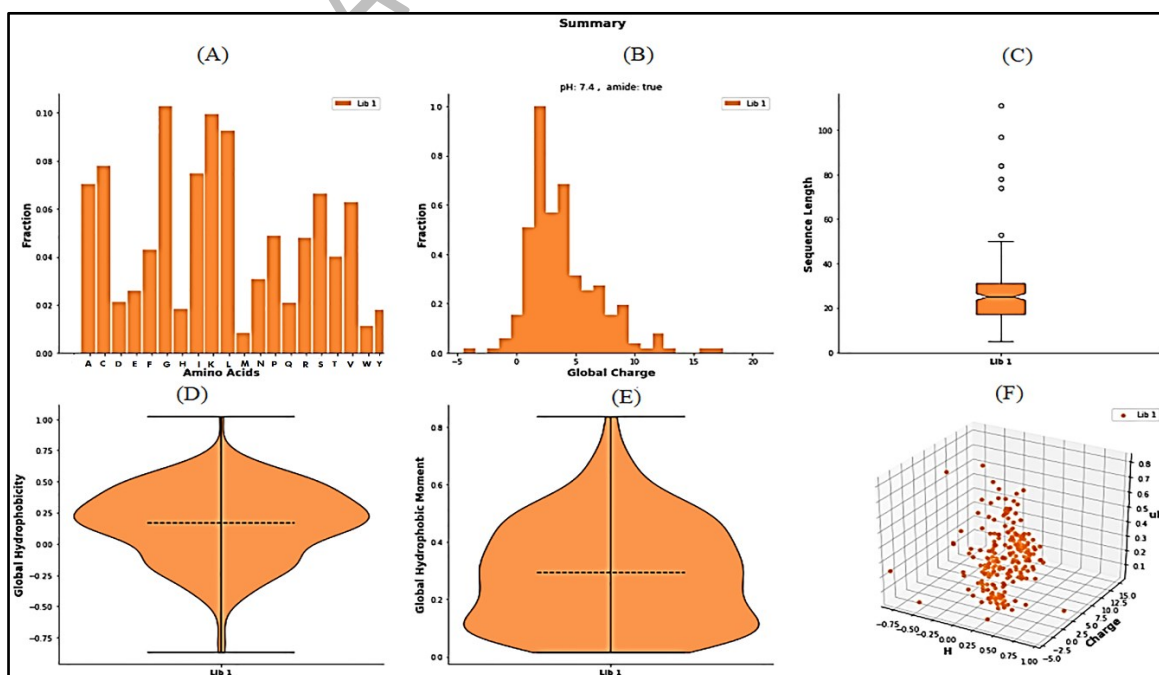 Summary
(A)
(B)
(C)
pH: 7.4 , amide: true
Lib 1
Lib 1
0.10
0.08
0.06
0.04
0.02
0.00
Fraction
A C D E F G H I K L M N P Q R S T V W Y
Amino Acids
1.0
0.8
0.6
0.4
0.2
0.0
Fraction
-5 0 5 10 15 20
Global Charge
100
80
60
40
20
0
Sequence Length
Lib 1
(D)
(E)
(F)
1.00
0.75
0.50
0.25
0.00
-0.25
-0.50
-0.75
Global Hydrophobicity
Lib 1
0.8
0.6
0.4
0.2
0.0
Global Hydrophobic Moment
Lib 1
Lib 1
0.8
0.7
0.6
0.5
0.4
0.3
0.2
0.1
15.0
12.5
10.0
7.5
5.0
2.5
0.0
-2.5
-5.0
Charge
-0.75 -0.50 -0.25 0.00 0.25 0.50 0.75 1.00
H